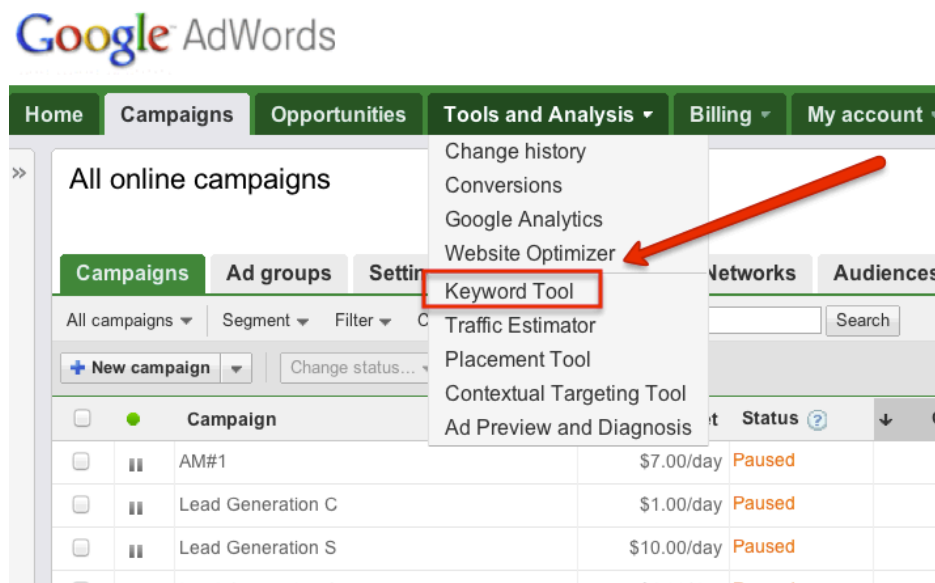 Google AdWords
Home Campaigns Opportunities Tools and Analysis Billing My account
Change history
Conversions
Google Analytics
Website Optimizer
Keyword Tool
Traffic Estimator
Placement Tool
Contextual Targeting Tool
Ad Preview and Diagnosis
» All online campaigns
Campaigns Ad groups Settin Networks Audiences
All campaigns Segment Filter Search
+ New campaign Change status...
Campaign Status ?
AM#1 $7.00/day Paused
Lead Generation C $1.00/day Paused
Lead Generation S $10.00/day Paused